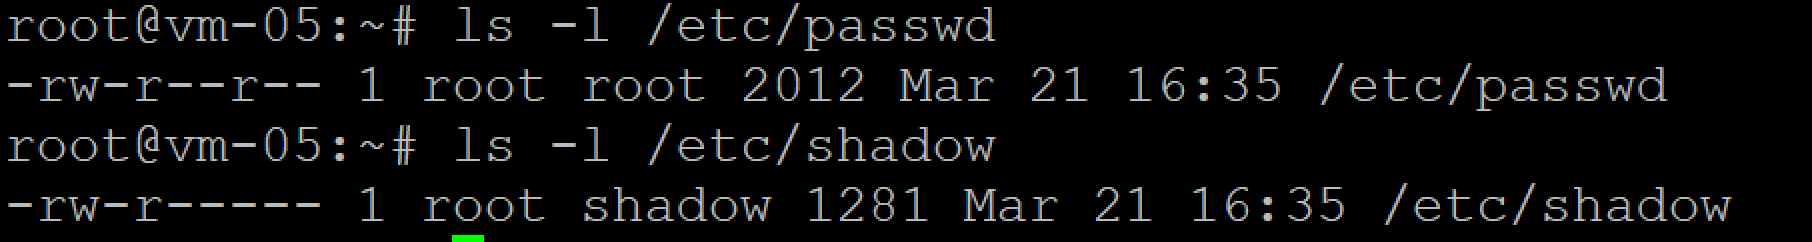 root@vm-05:~# ls -l /etc/passwd
-rw-r--r-- 1 root root 2012 Mar 21 16:35 /etc/passwd
root@vm-05:~# ls -l /etc/shadow
-rw-r----- 1 root shadow 1281 Mar 21 16:35 /etc/shadow